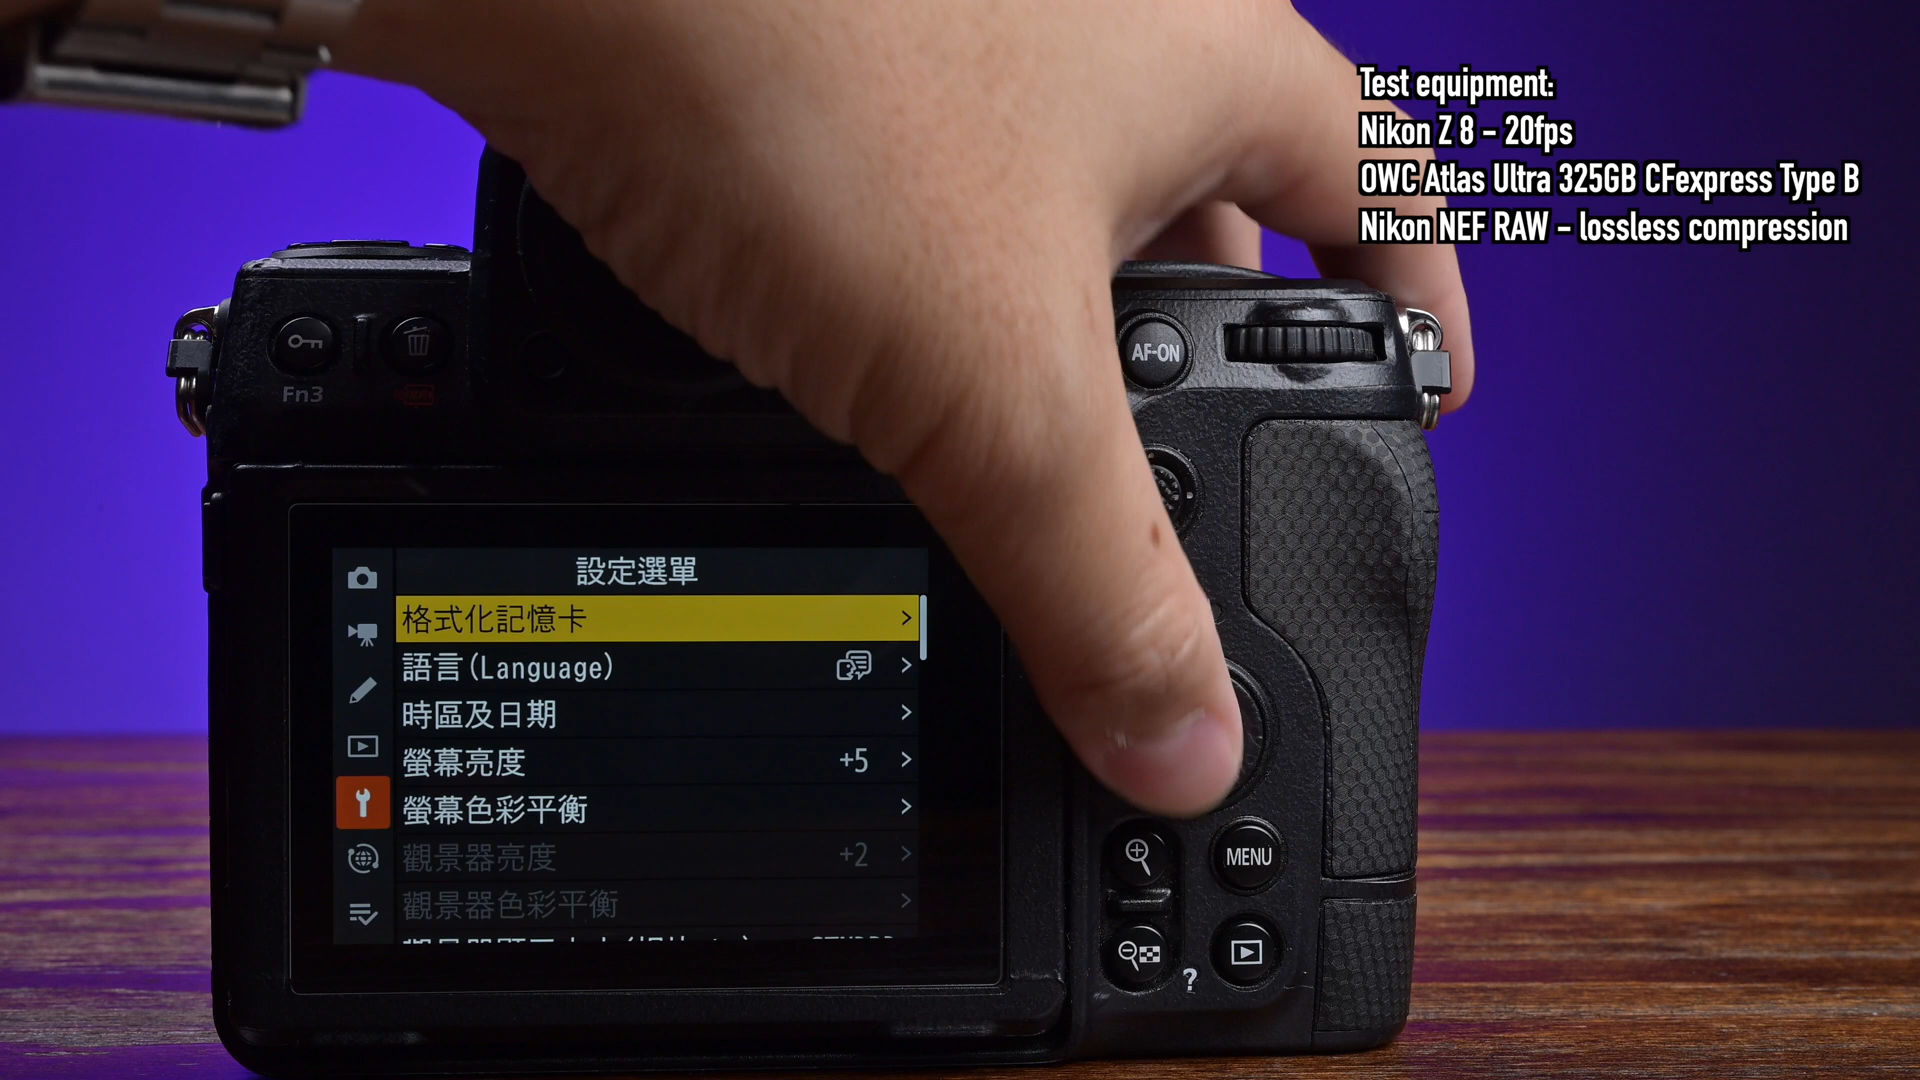 Test equipment:
Nikon Z 8 – 20fps
OWC Atlas Ultra 325GB CFexpress Type B
Nikon NEF RAW – lossless compression
Fn3
AF-ON
設定選單
格式化記憶卡
語言(Language)
時區及日期
螢幕亮度 +5
螢幕色彩平衡
觀景器亮度 +2
觀景器色彩平衡
MENU
?